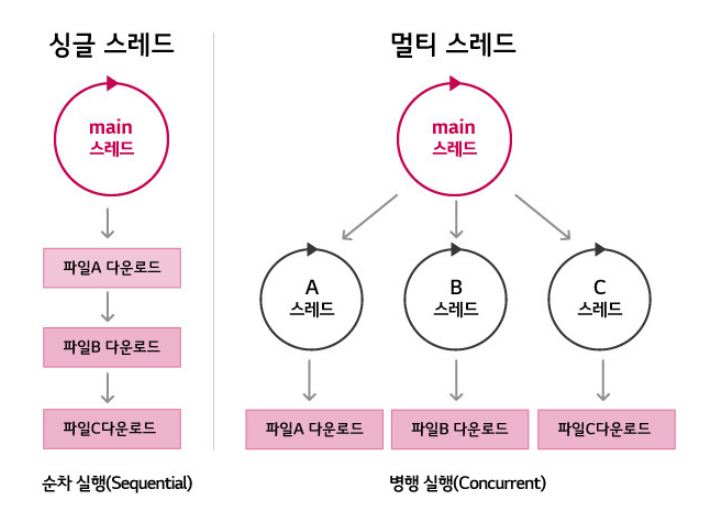 싱글 스레드
main
스레드
파일A 다운로드
파일B 다운로드
파일C다운로드
순차 실행(Sequential)
멀티 스레드
main
스레드
A
스레드
B
스레드
C
스레드
파일A 다운로드
파일B 다운로드
파일C다운로드
병행 실행(Concurrent)